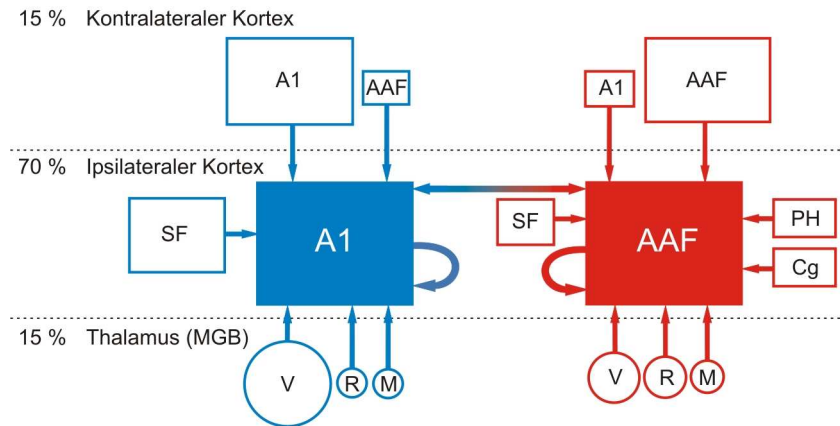 15 % Kontralateraler Kortex
A1 AAF A1 AAF
70 % Ipsilateraler Kortex
SF A1 SF AAF PH
Cg
15 % Thalamus (MGB)
V R M V R M